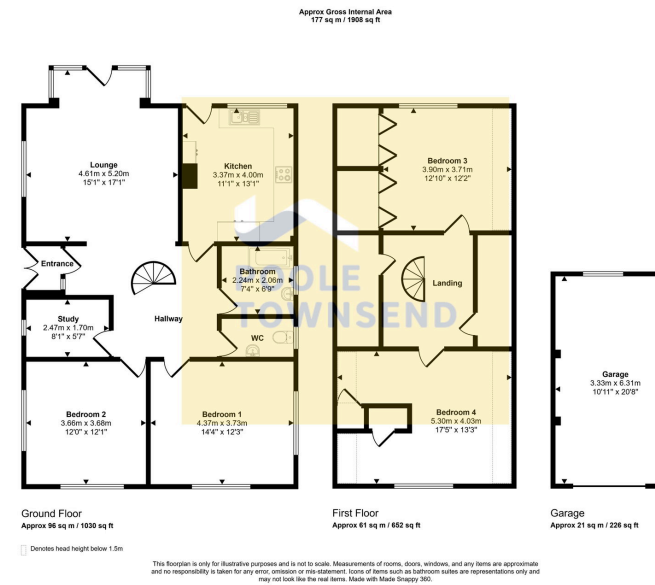 Approx Gross Internal Area
177 sq m / 1908 sq ft
Lounge
4.61m x 5.20m
15'1" x 17'1"
Kitchen
3.37m x 4.00m
11'1" x 13'1"
Entrance
Bathroom
2.24m x 2.06m
7'4" x 6'9"
Study
2.47m x 1.70m
8'1" x 5'7"
Hallway
WC
Bedroom 2
3.66m x 3.68m
12'0" x 12'1"
Bedroom 1
4.37m x 3.73m
14'4" x 12'3"
Bedroom 3
3.90m x 3.71m
12'10" x 12'2"
Landing
Bedroom 4
5.30m x 4.03m
17'5" x 13'3"
Garage
3.33m x 6.31m
10'11" x 20'8"
POOLE
TOWNSEND
Ground Floor
Approx 96 sq m / 1030 sq ft
First Floor
Approx 61 sq m / 652 sq ft
Garage
Approx 21 sq m / 226 sq ft
Denotes head height below 1.5m
This floorplan is only for illustrative purposes and is not to scale. Measurements of rooms, doors, windows, and any items are approximate
and no responsibility is taken for any error, omission or mis-statement. Icons of items such as bathroom suites are representations only and
may not look like the real items. Made with Made Snappy 360.